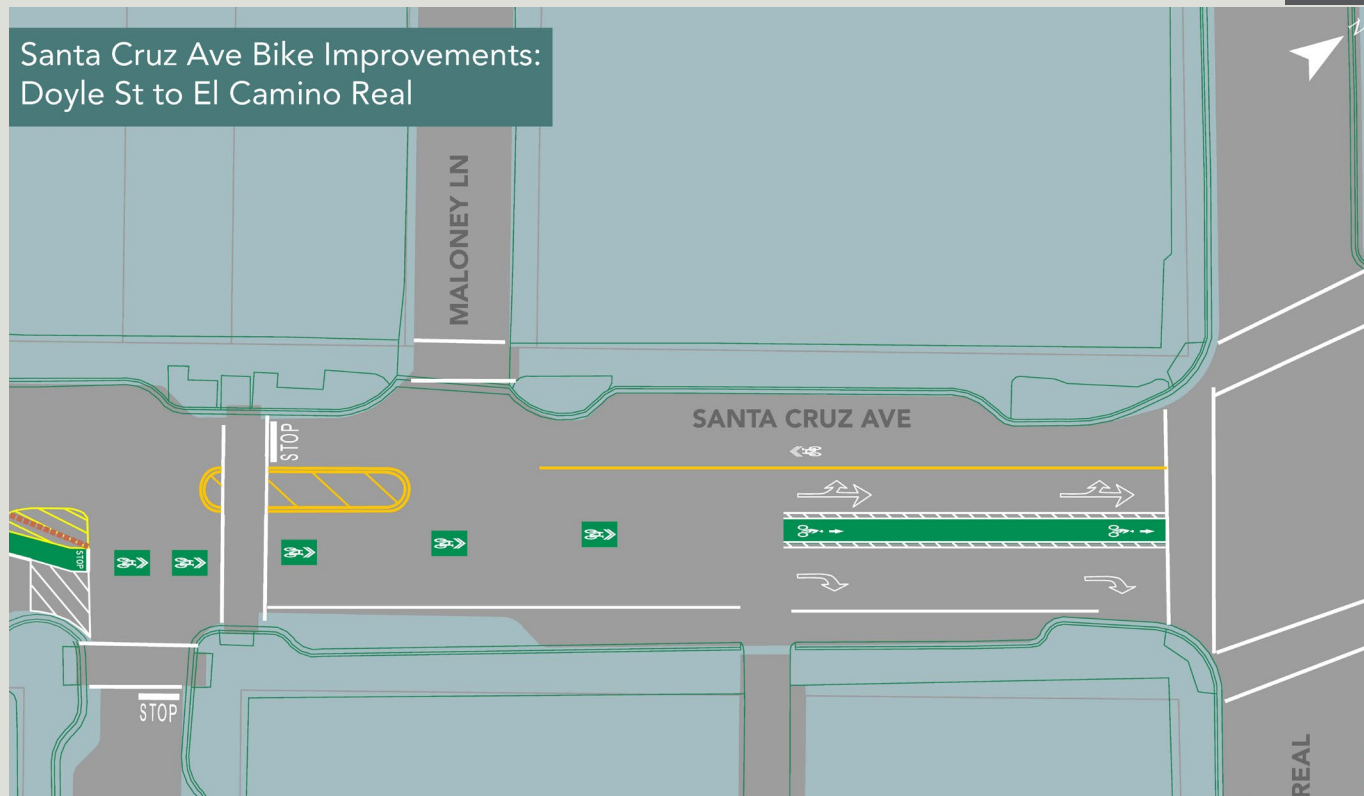 Santa Cruz Ave Bike Improvements:
Doyle St to El Camino Real
MALONEY LN
SANTA CRUZ AVE
STOP
STOP
STOP
REAL